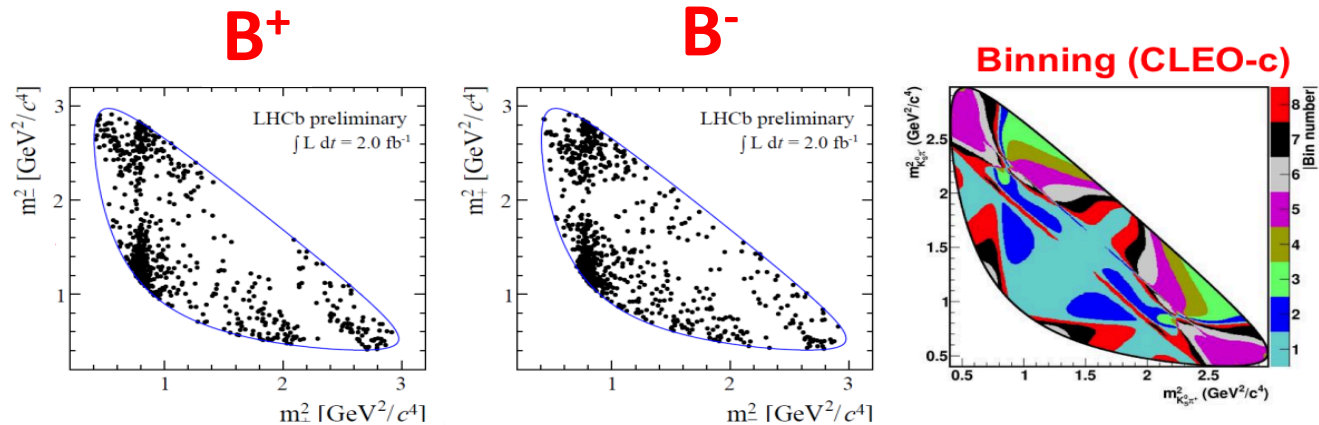 B⁺
B⁻
Binning (CLEO-c)
LHCb preliminary
∫ L dt = 2.0 fb⁻¹
m²₋ [GeV²/c⁴]
3
2
1
1
2
3
m²₊ [GeV²/c⁴]
LHCb preliminary
∫ L dt = 2.0 fb⁻¹
m²₊ [GeV²/c⁴]
3
2
1
1
2
3
m²₋ [GeV²/c⁴]
m²K⁰Sπ⁻ (GeV²/c⁴)
2.5
2
1.5
1
0.5
0.5
1
1.5
2
2.5
m²K⁰Sπ⁺ (GeV²/c⁴)
8
7
6
5
4
3
2
1
|Bin number|